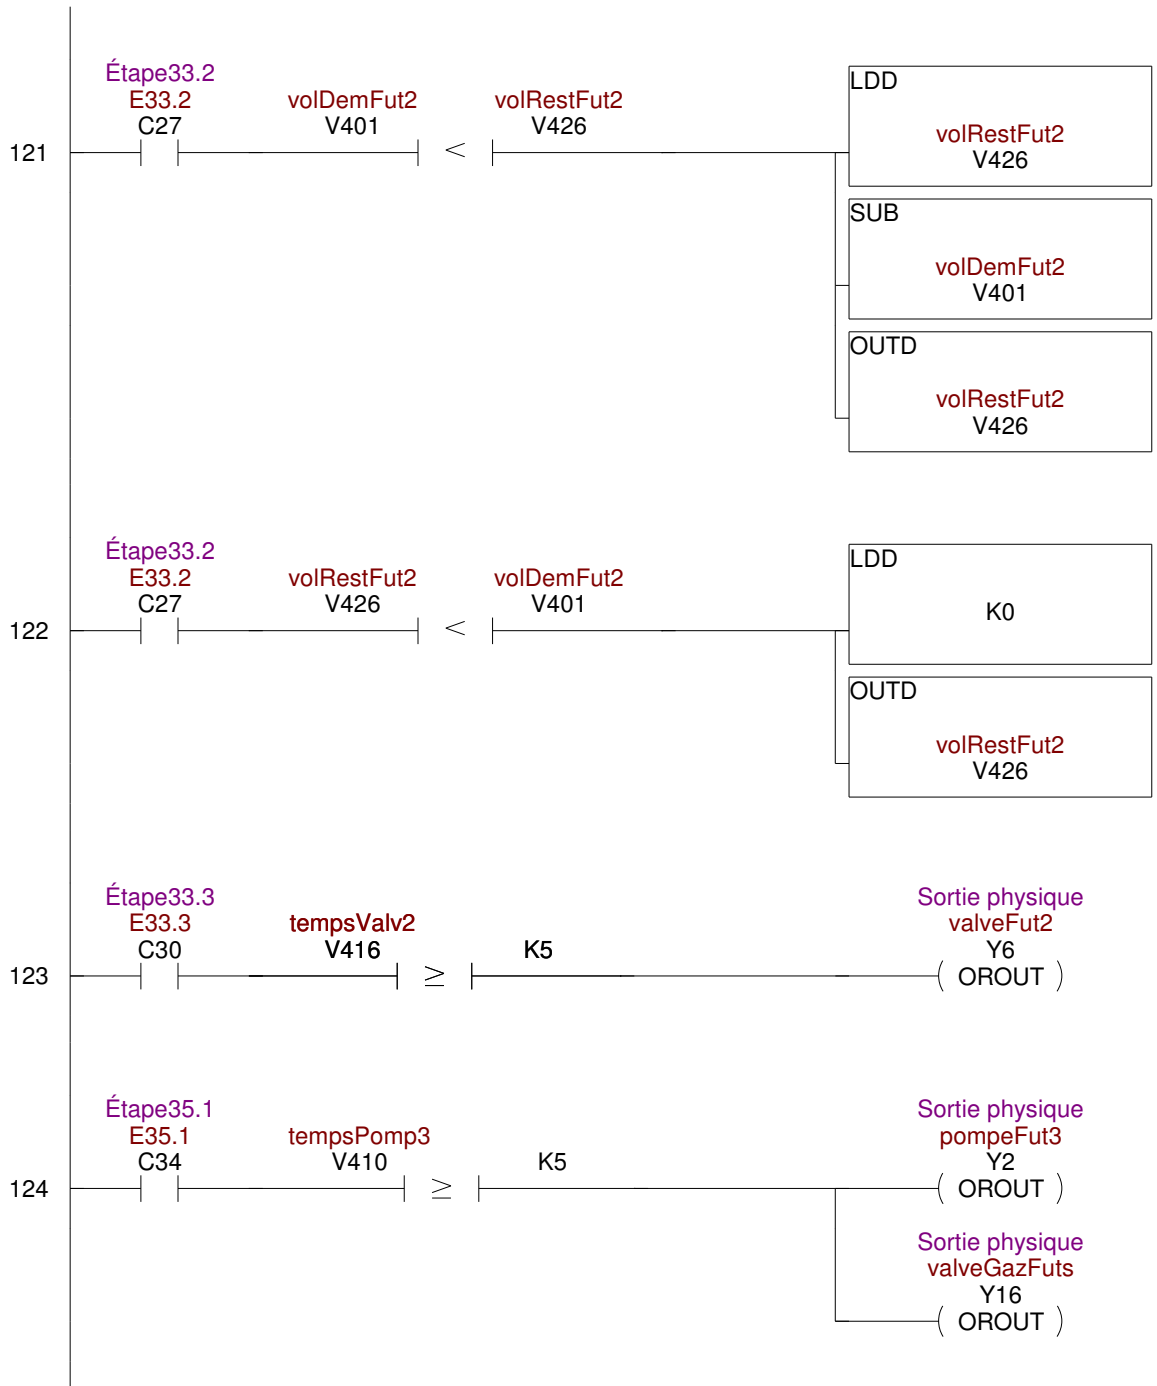 Étape33.2
E33.2 volDemFut2 volRestFut2
C27 V401 V426
121 <
LDD
volRestFut2
V426
SUB
volDemFut2
V401
OUTD
volRestFut2
V426
Étape33.2
E33.2 volRestFut2 volDemFut2
C27 V426 V401
122 <
LDD
K0
OUTD
volRestFut2
V426
Étape33.3 Sortie physique
E33.3 tempsValv2 valveFut2
C30 V416 K5 Y6
123 ≥ ( OROUT )
Étape35.1 Sortie physique
E35.1 tempsPomp3 pompeFut3
C34 V410 K5 Y2
124 ≥ ( OROUT )
Sortie physique
valveGazFuts
Y16
( OROUT )